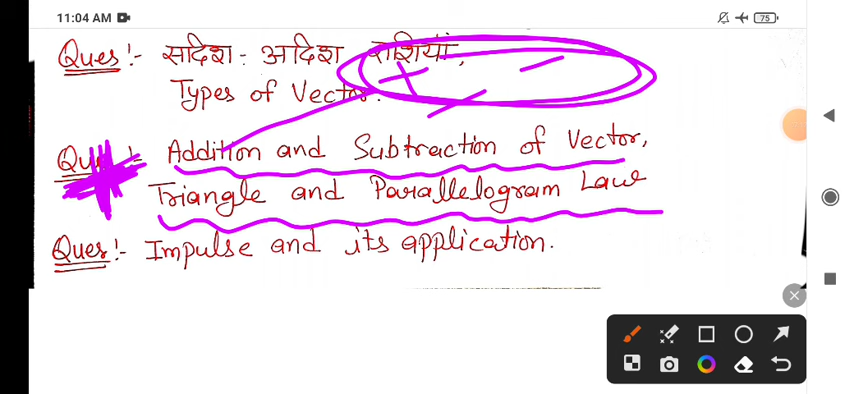 11:04 AM
75
Ques !- सदिश - अदिश राशियां,
Types of Vector.
Que !- Addition and Subtraction of Vector,
Triangle and Parallelogram Law
Ques !- Impulse and its application.